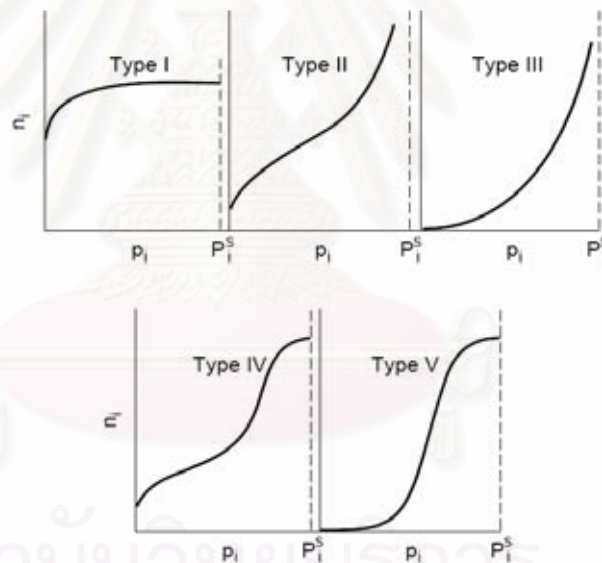 Type I
Type II
Type III
nᵢ
pᵢ
Pᵢˢ
pᵢ
Pᵢˢ
pᵢ
Type IV
Type V
nᵢ
pᵢ
Pᵢˢ
pᵢ
Pᵢˢ